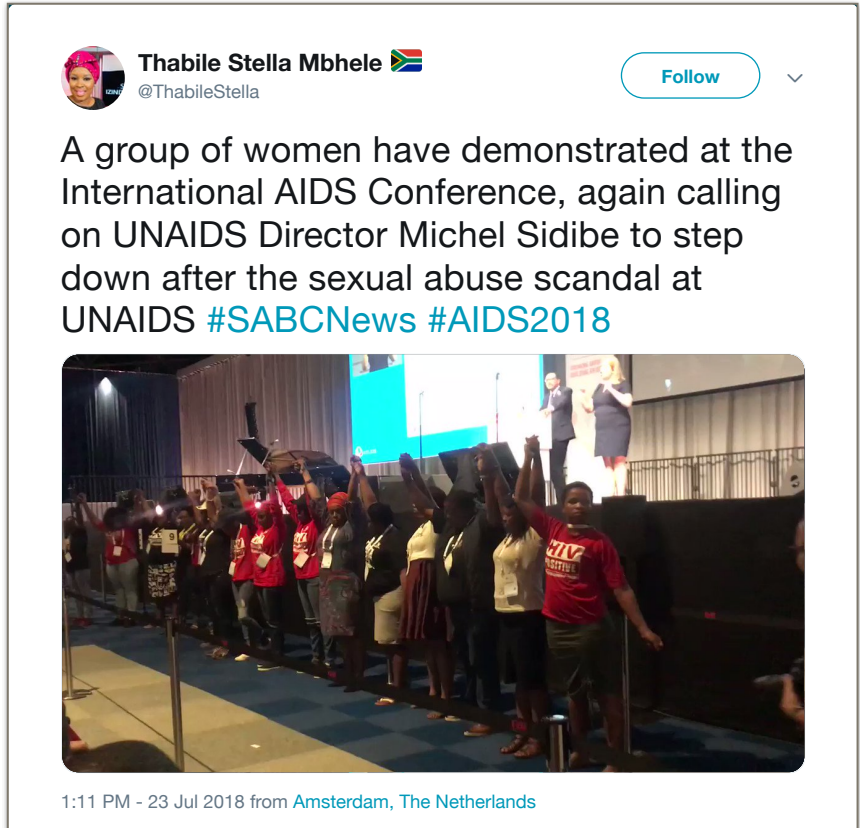 Thabile Stella Mbhele
@ThabileStella
Follow
A group of women have demonstrated at the
International AIDS Conference, again calling
on UNAIDS Director Michel Sidibe to step
down after the sexual abuse scandal at
UNAIDS #SABCNews #AIDS2018
9
HIV
POSITIVE
1:11 PM - 23 Jul 2018 from Amsterdam, The Netherlands